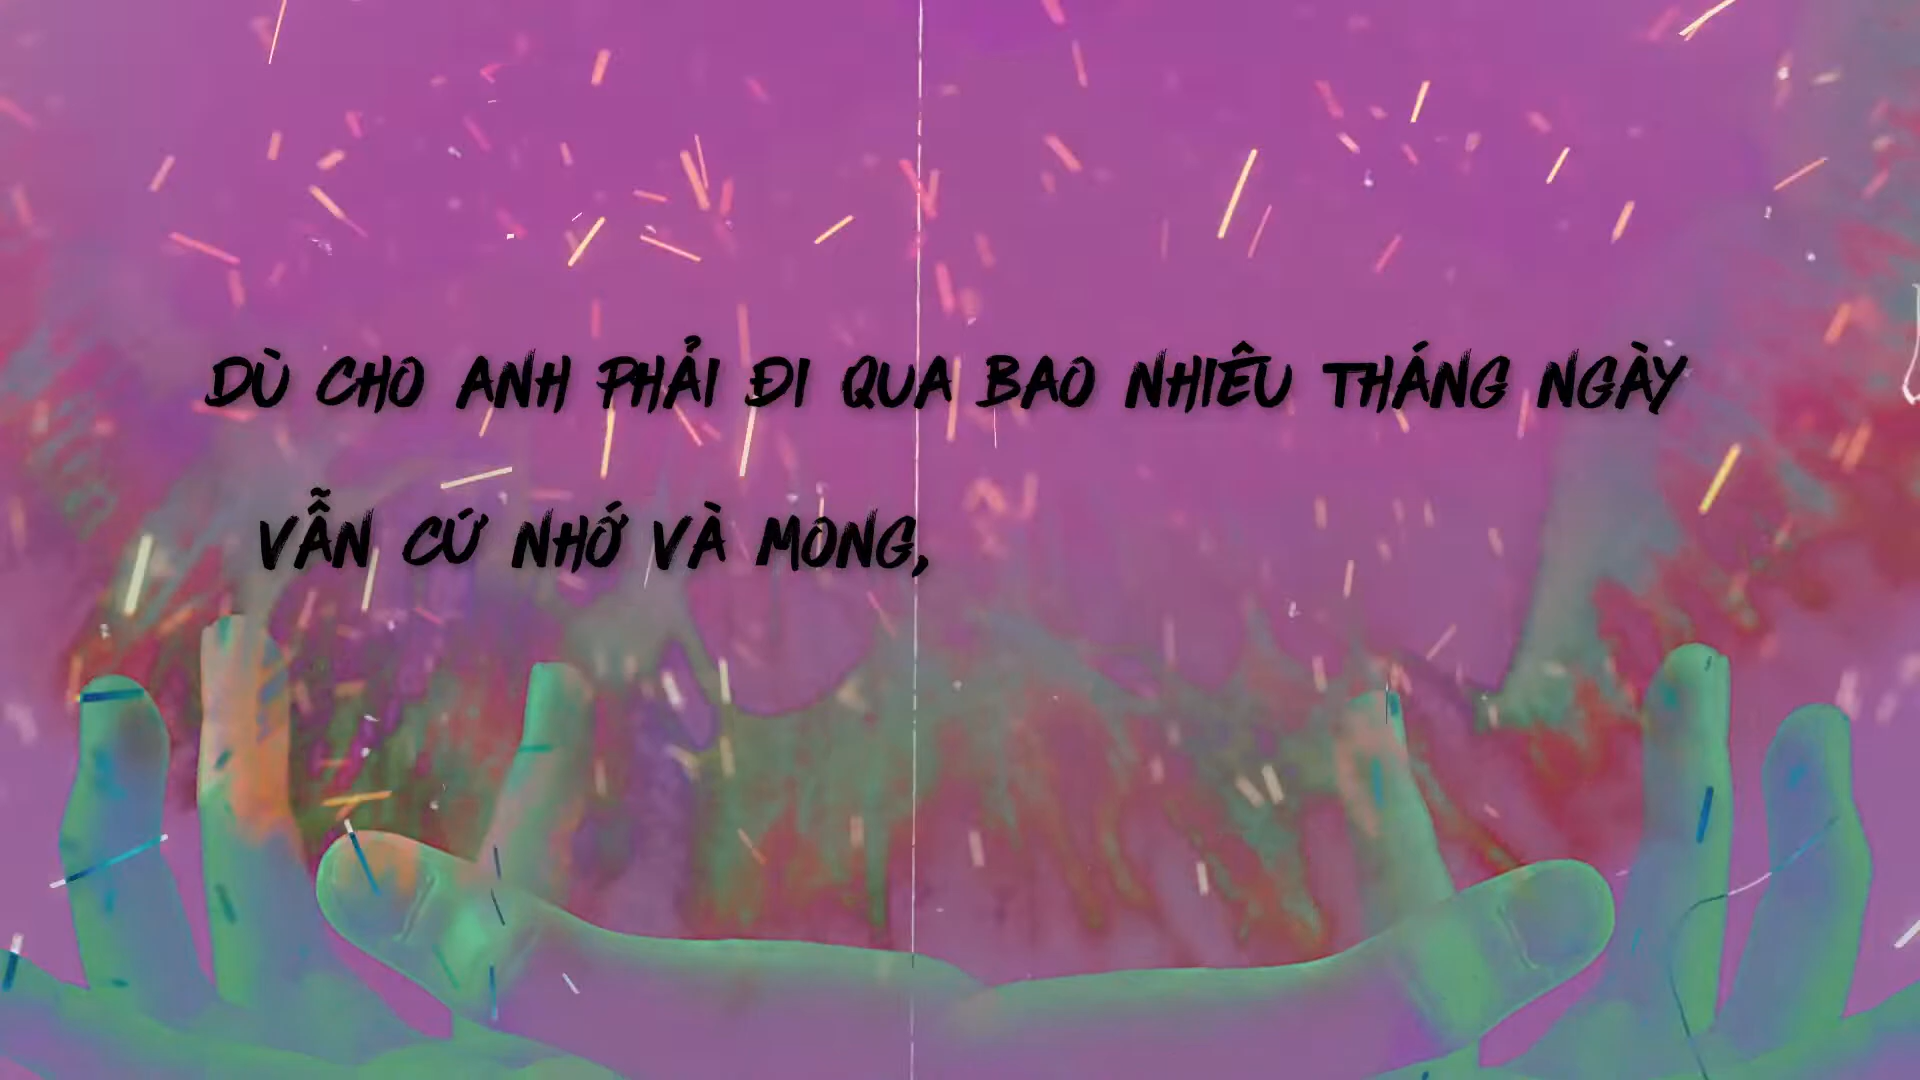 DÙ CHO ANH PHẢI ĐI QUA BAO NHIÊU THÁNG NGÀY
VẪN CỨ NHỚ VÀ MONG,